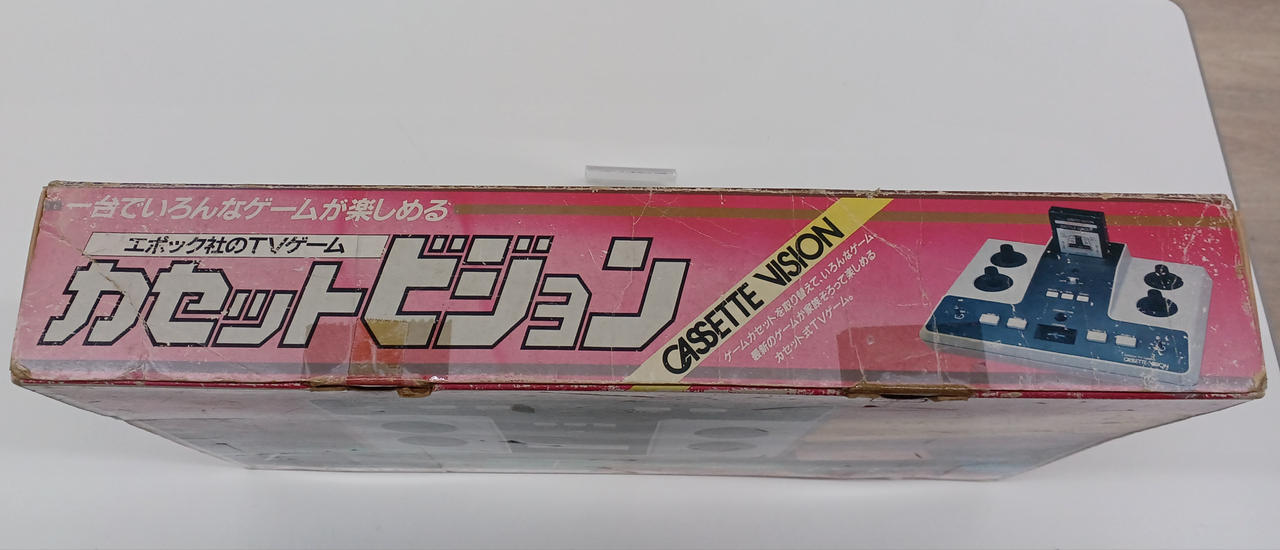 一台でいろんなゲームが楽しめる
エポック社のTVゲーム
カセットビジョン
CASSETTE VISION
ゲームカセットを取り替えて、いろんなゲーム、
最新のゲームが家族そろって楽しめる
カセット式TVゲーム。
CASSETTE VISION